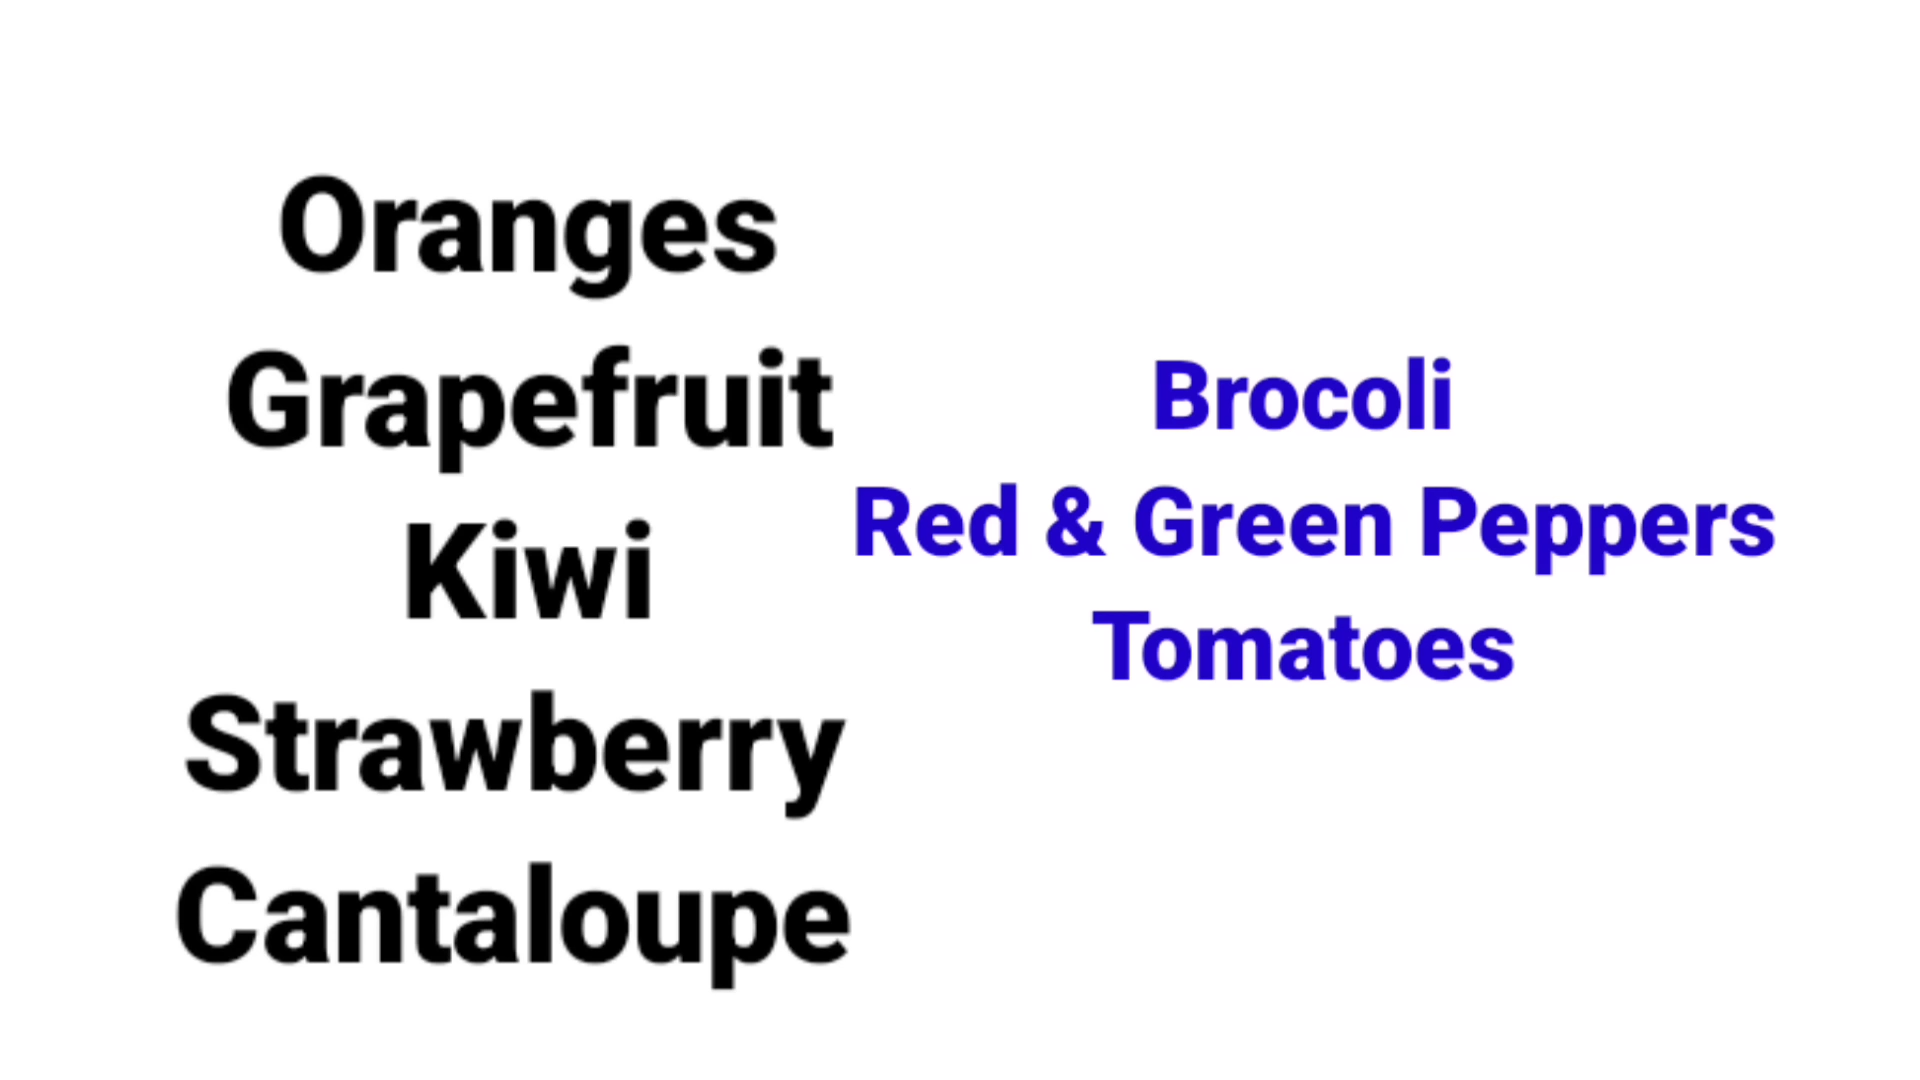 Oranges
Grapefruit
Kiwi
Strawberry
Cantaloupe
Brocoli
Red & Green Peppers
Tomatoes